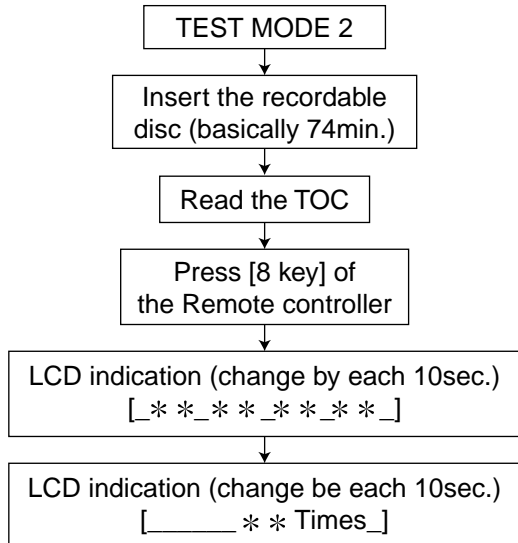 TEST MODE 2
Insert the recordable
disc (basically 74min.)
Read the TOC
Press [8 key] of
the Remote controller
LCD indication (change by each 10sec.)
[_＊＊_＊＊_＊＊_＊＊_]
LCD indication (change be each 10sec.)
[______ ＊＊ Times_]